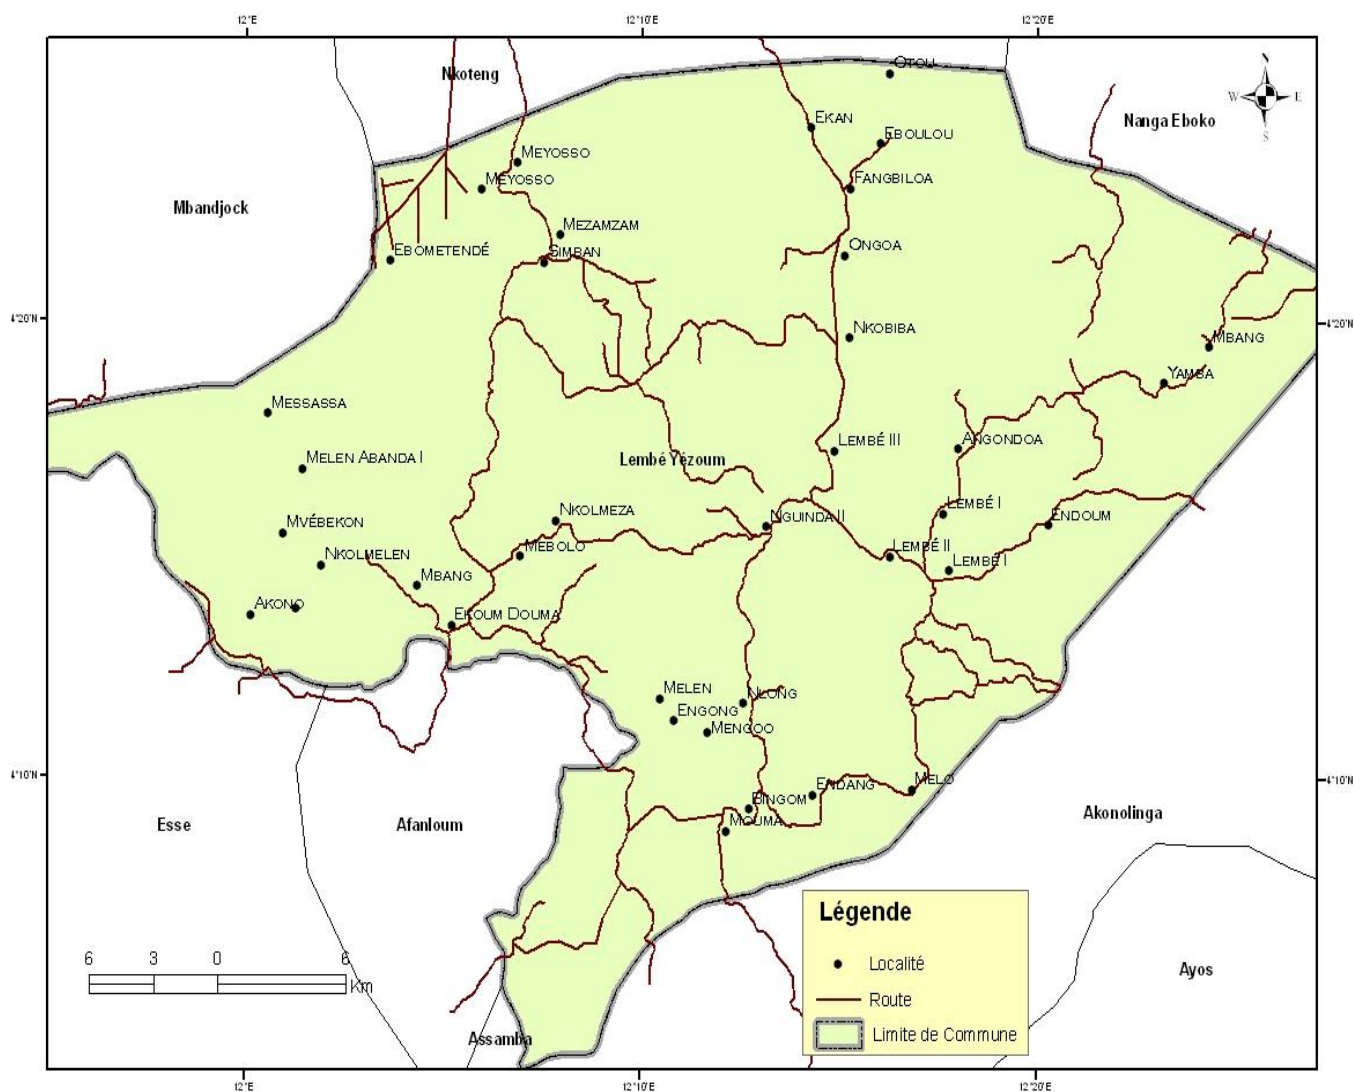 12°E
12°10'E
12°20'E
N
W
E
S
Nkoteng
OTOU
EKAN
EBOULOU
Nanga Eboko
MEYOSSO
MEYOSSO
FANGBILOA
Mbandjock
MEZAMZAM
EBOMETENDÉ
SIMBAN
ONGOA
4°20'N
4°20'N
NKOBIBA
MBANG
YAMBA
MESSASSA
LEMBÉ III
ANGONDOA
MELEN ABANDA I
Lembé Yézoum
NKOLMEZA
LEMBÉ I
MVÉBEKON
NGUINDA II
ENDOUM
NKOLMELEN
MEBOLO
LEMBÉ II
LEMBÉ I
MBANG
AKONO
EKOUM DOUMA
MELEN
NLONG
ENGONG
MENGOO
4°10'N
4°10'N
ENDANG
MELO
BINGOM
MOUMA
Esse
Afanloum
Akonolinga
Légende
Localité
Route
Limite de Commune
6 3 0 6
Km
Ayos
Assamba
12°E
12°10'E
12°20'E